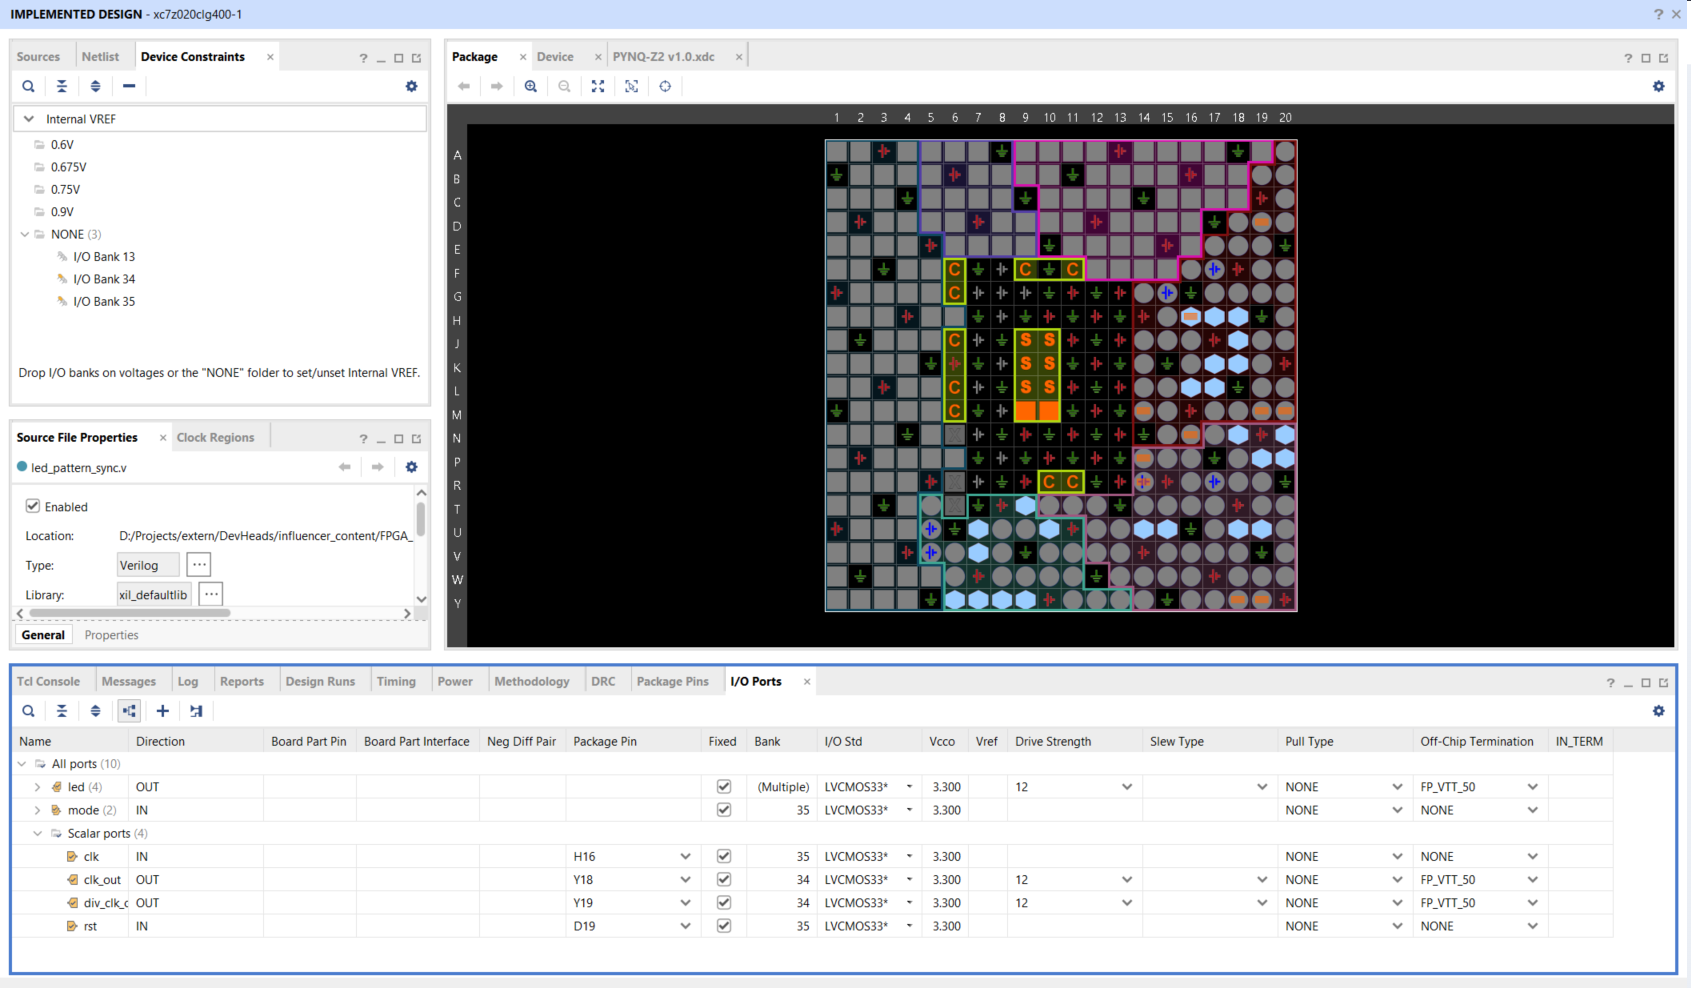 IMPLEMENTED DESIGN - xc7z020clg400-1
Sources Netlist Device Constraints
Internal VREF
0.6V
0.675V
0.75V
0.9V
NONE (3)
I/O Bank 13
I/O Bank 34
I/O Bank 35
Drop I/O banks on voltages or the "NONE" folder to set/unset Internal VREF.
Source File Properties Clock Regions
led_pattern_sync.v
Enabled
Location: D:/Projects/extern/DevHeads/influencer_content/FPGA_
Type: Verilog ...
Library: xil_defaultlib ...
General Properties
Package Device PYNQ-Z2 v1.0.xdc
1 2 3 4 5 6 7 8 9 10 11 12 13 14 15 16 17 18 19 20
A
B
C
D
E
F C C C
G C
H
J C S S
K S S
L C S S
M C
N
P
R C C
T
U
V
W
Y
Tcl Console Messages Log Reports Design Runs Timing Power Methodology DRC Package Pins I/O Ports
Name Direction Board Part Pin Board Part Interface Neg Diff Pair Package Pin Fixed Bank I/O Std Vcco Vref Drive Strength Slew Type Pull Type Off-Chip Termination IN_TERM
All ports (10)
led (4) OUT (Multiple) LVCMOS33* 3.300 12 NONE FP_VTT_50
mode (2) IN 35 LVCMOS33* 3.300 NONE NONE
Scalar ports (4)
clk IN H16 35 LVCMOS33* 3.300 NONE NONE
clk_out OUT Y18 34 LVCMOS33* 3.300 12 NONE FP_VTT_50
div_clk_c OUT Y19 34 LVCMOS33* 3.300 12 NONE FP_VTT_50
rst IN D19 35 LVCMOS33* 3.300 NONE NONE